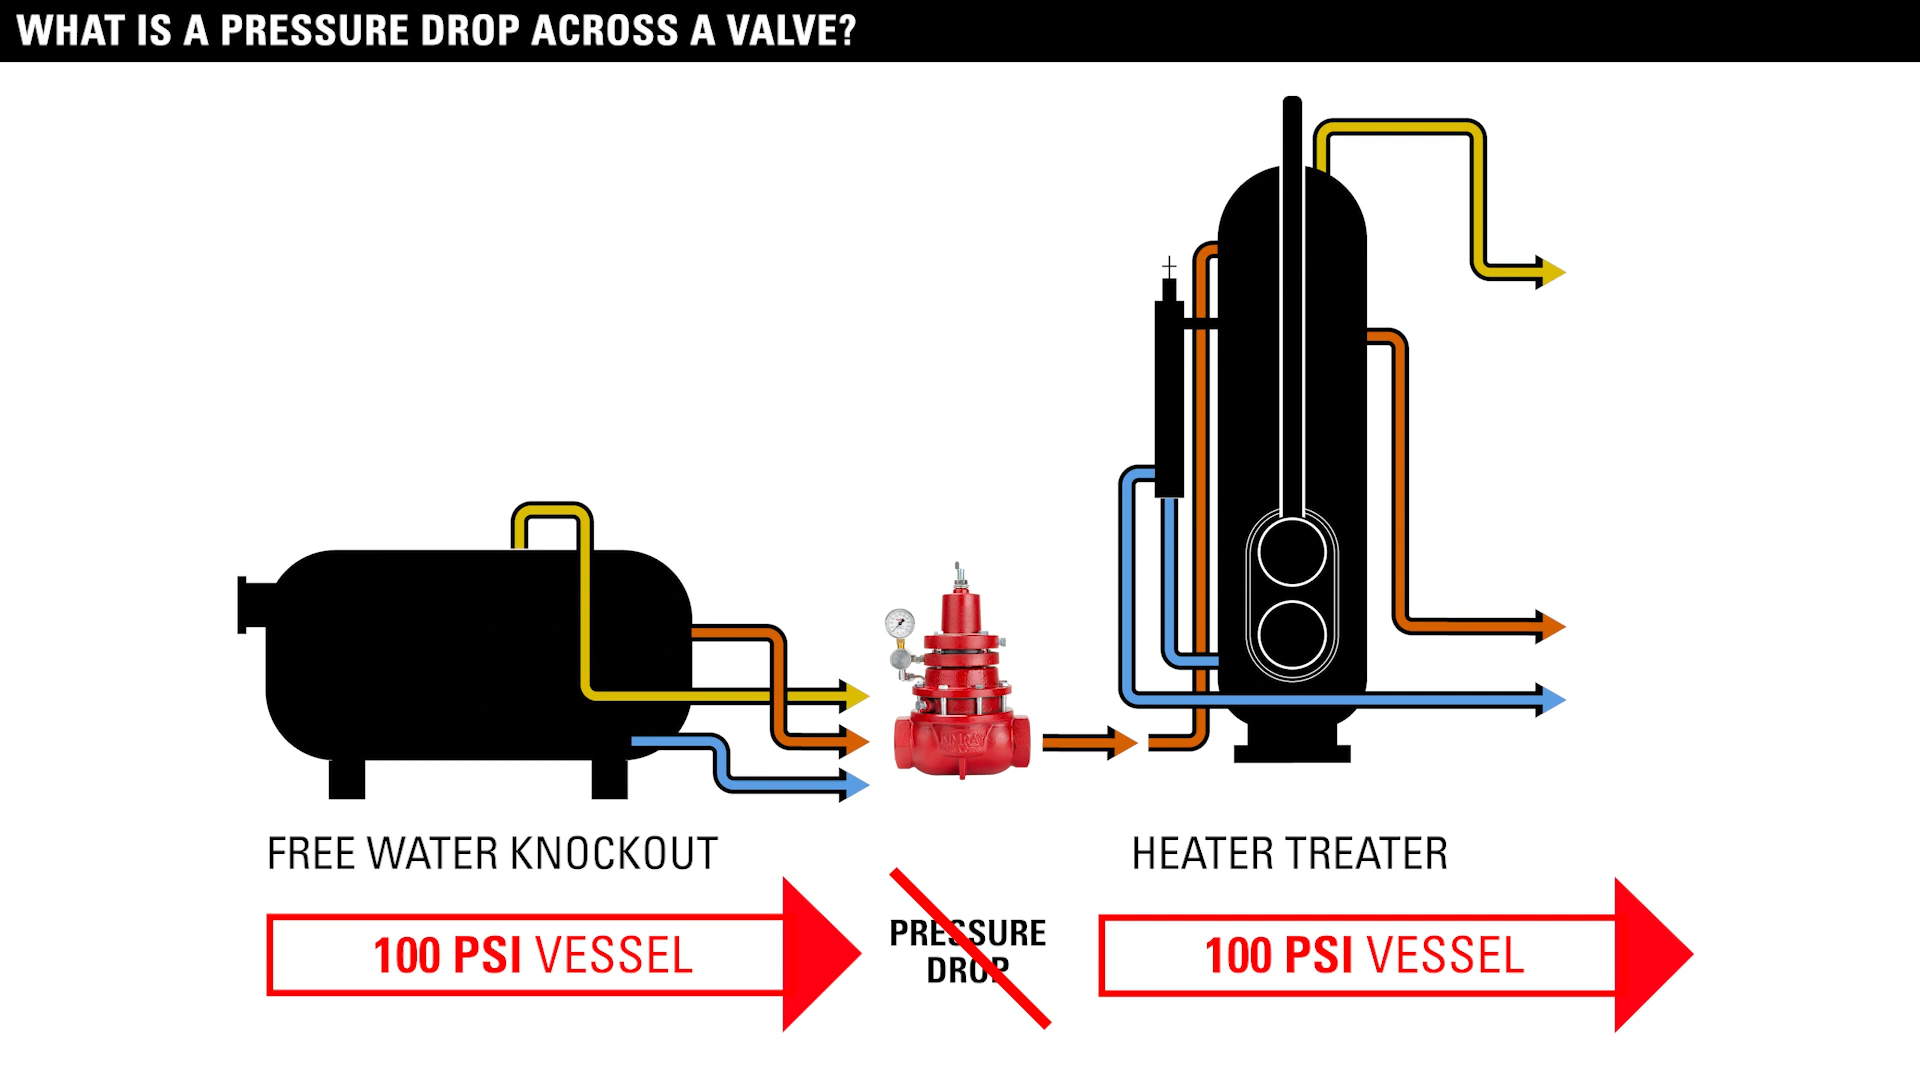 WHAT IS A PRESSURE DROP ACROSS A VALVE?
FREE WATER KNOCKOUT
HEATER TREATER
100 PSI VESSEL
PRESSURE
DROP
100 PSI VESSEL